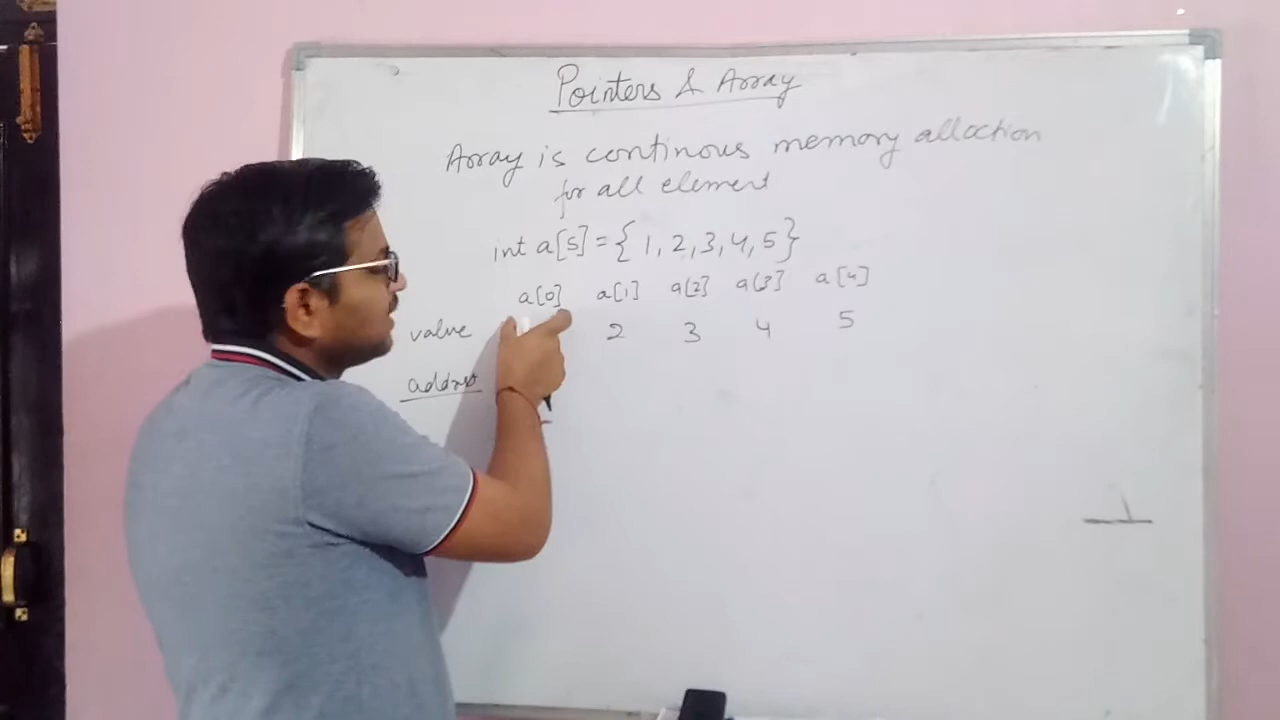 Pointers & Array
Array is continous memory alloction
for all element
int a[5] = { 1, 2, 3, 4, 5 }
a[0] a[1] a[2] a[3] a[4]
value 2 3 4 5
address